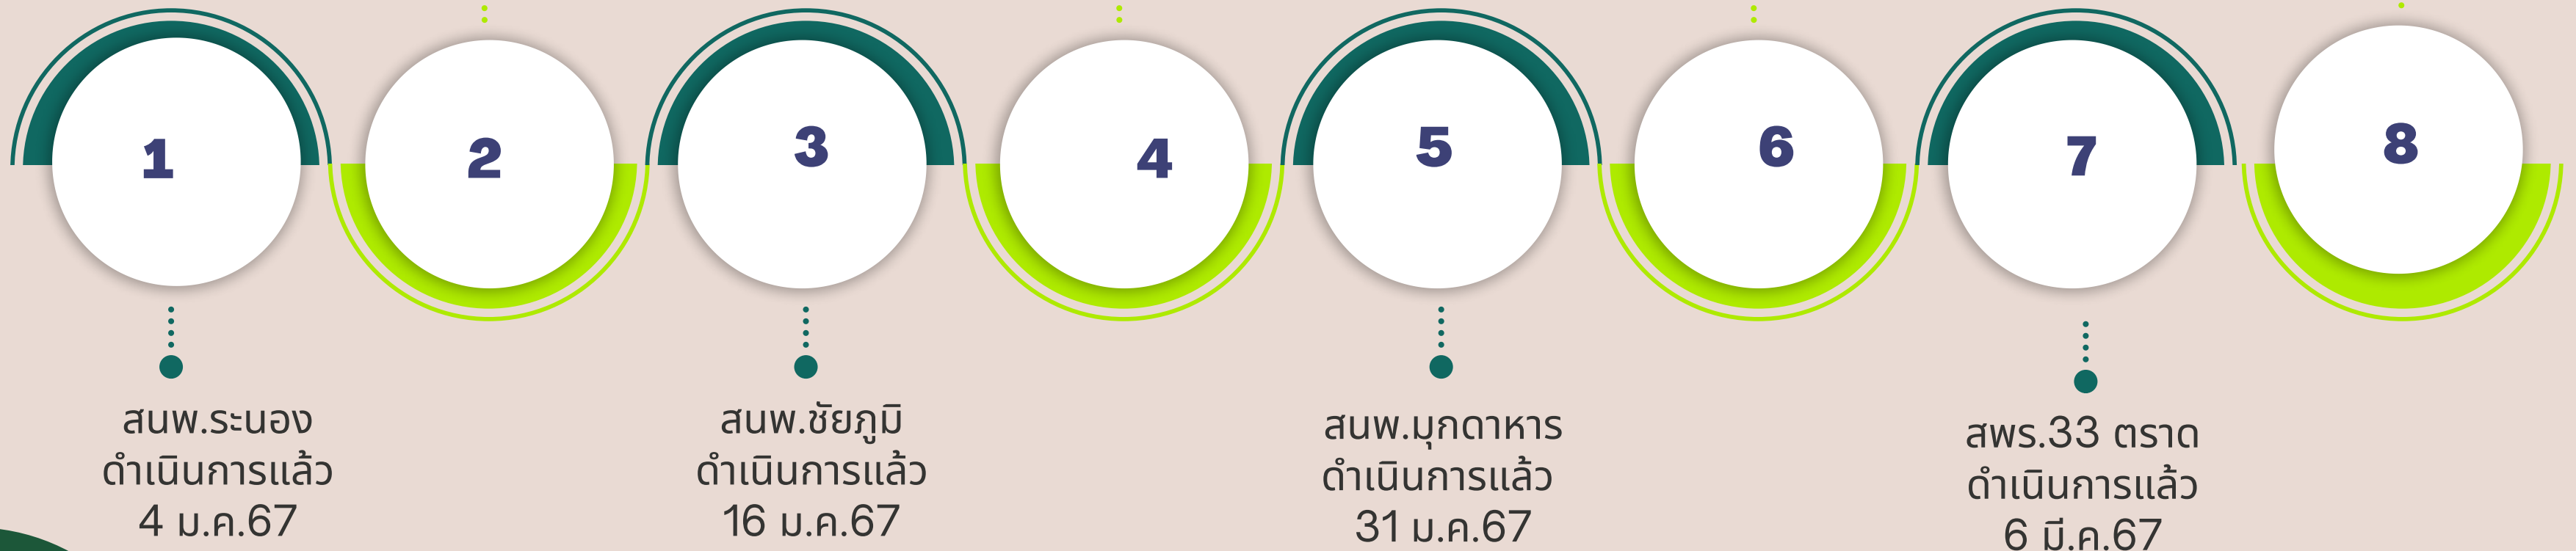 1
2
3
4
5
6
7
8
สนพ.ระนอง
ดำเนินการแล้ว
4 ม.ค.67
สนพ.ชัยภูมิ
ดำเนินการแล้ว
16 ม.ค.67
สนพ.มุกดาหาร
ดำเนินการแล้ว
31 ม.ค.67
สพร.33 ตราด
ดำเนินการแล้ว
6 มี.ค.67